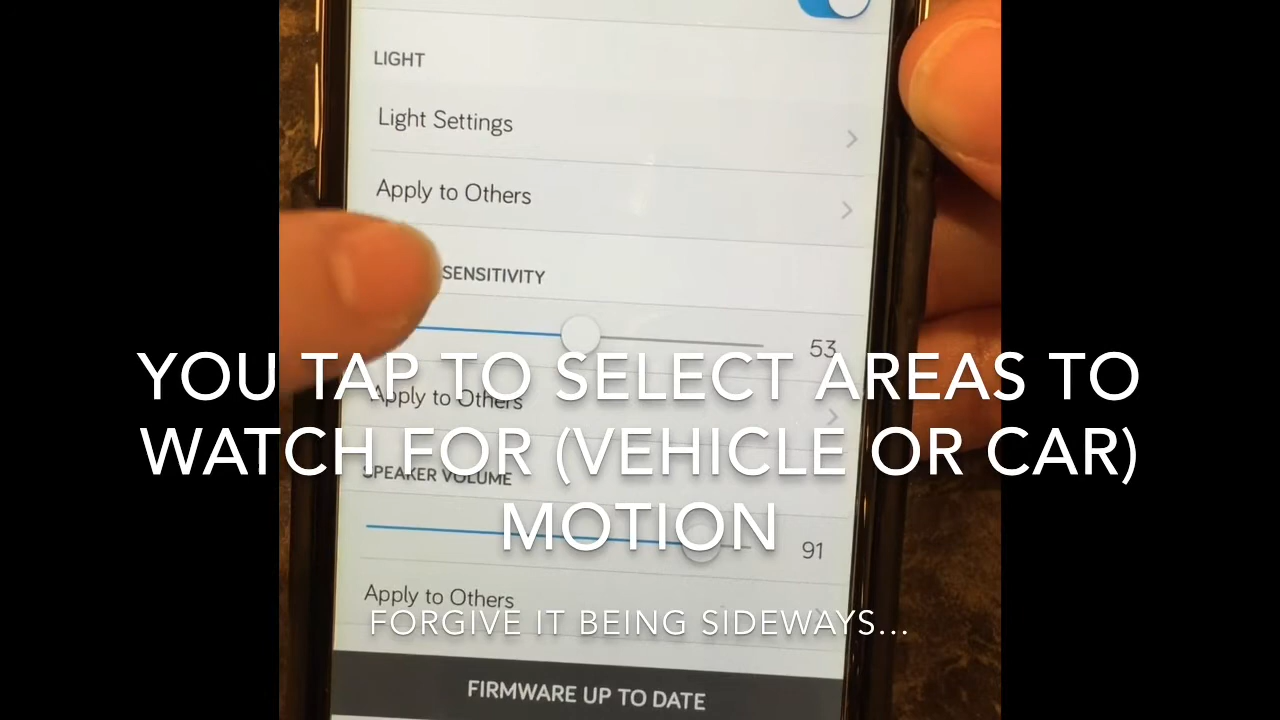 LIGHT
Light Settings
Apply to Others
SENSITIVITY
53
YOU TAP TO SELECT AREAS TO
Apply to Others
WATCH FOR (VEHICLE OR CAR)
SPEAKER VOLUME
MOTION
91
Apply to Others
FORGIVE IT BEING SIDEWAYS...
FIRMWARE UP TO DATE